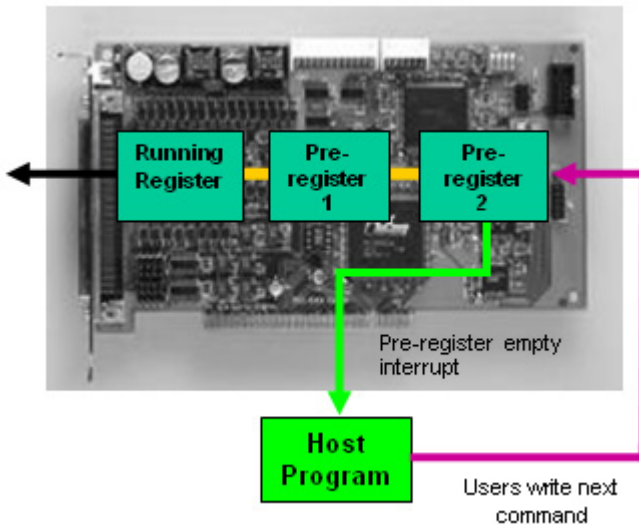 Running
Register
Pre-
register
1
Pre-
register
2
Pre-register empty
interrupt
Host
Program
Users write next
command